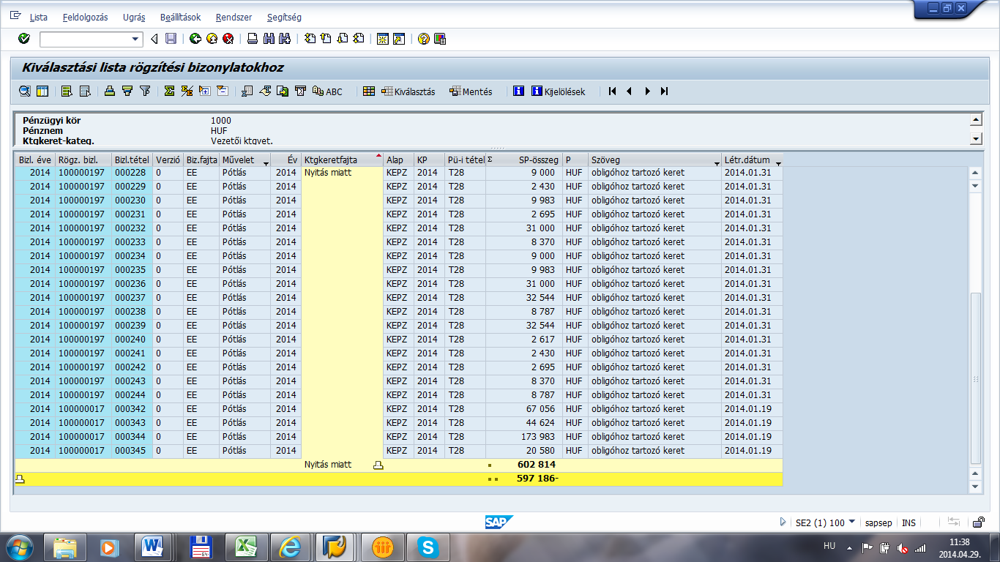 Lista Feldolgozás Ugrás Beállítások Rendszer Segítség
Kiválasztási lista rögzítési bizonylatokhoz
ABC Kiválasztás Mentés Kijelölések
Pénzügyi kör 1000
Pénznem HUF
Ktgkeret-kateg. Vezetői ktgvet.
Bizl. éve Rögz. bizl. Bizl.tétel Verzió Biz.fajta Művelet Év Ktgkeretfajta Alap KP Pü-i tétel Σ SP-összeg P Szöveg Létr.dátum
2014 100000197 000228 0 EE Pótlás 2014 Nyitás miatt KEPZ 2014 T28 9 000 HUF obligóhoz tartozó keret 2014.01.31
2014 100000197 000229 0 EE Pótlás 2014 KEPZ 2014 T28 2 430 HUF obligóhoz tartozó keret 2014.01.31
2014 100000197 000230 0 EE Pótlás 2014 KEPZ 2014 T28 9 983 HUF obligóhoz tartozó keret 2014.01.31
2014 100000197 000231 0 EE Pótlás 2014 KEPZ 2014 T28 2 695 HUF obligóhoz tartozó keret 2014.01.31
2014 100000197 000232 0 EE Pótlás 2014 KEPZ 2014 T28 31 000 HUF obligóhoz tartozó keret 2014.01.31
2014 100000197 000233 0 EE Pótlás 2014 KEPZ 2014 T28 8 370 HUF obligóhoz tartozó keret 2014.01.31
2014 100000197 000234 0 EE Pótlás 2014 KEPZ 2014 T28 9 000 HUF obligóhoz tartozó keret 2014.01.31
2014 100000197 000235 0 EE Pótlás 2014 KEPZ 2014 T28 9 983 HUF obligóhoz tartozó keret 2014.01.31
2014 100000197 000236 0 EE Pótlás 2014 KEPZ 2014 T28 31 000 HUF obligóhoz tartozó keret 2014.01.31
2014 100000197 000237 0 EE Pótlás 2014 KEPZ 2014 T28 32 544 HUF obligóhoz tartozó keret 2014.01.31
2014 100000197 000238 0 EE Pótlás 2014 KEPZ 2014 T28 8 787 HUF obligóhoz tartozó keret 2014.01.31
2014 100000197 000239 0 EE Pótlás 2014 KEPZ 2014 T28 32 544 HUF obligóhoz tartozó keret 2014.01.31
2014 100000197 000240 0 EE Pótlás 2014 KEPZ 2014 T28 2 617 HUF obligóhoz tartozó keret 2014.01.31
2014 100000197 000241 0 EE Pótlás 2014 KEPZ 2014 T28 2 430 HUF obligóhoz tartozó keret 2014.01.31
2014 100000197 000242 0 EE Pótlás 2014 KEPZ 2014 T28 2 695 HUF obligóhoz tartozó keret 2014.01.31
2014 100000197 000243 0 EE Pótlás 2014 KEPZ 2014 T28 8 370 HUF obligóhoz tartozó keret 2014.01.31
2014 100000197 000244 0 EE Pótlás 2014 KEPZ 2014 T28 8 787 HUF obligóhoz tartozó keret 2014.01.31
2014 100000017 000342 0 EE Pótlás 2014 KEPZ 2014 T28 67 056 HUF obligóhoz tartozó keret 2014.01.19
2014 100000017 000343 0 EE Pótlás 2014 KEPZ 2014 T28 44 624 HUF obligóhoz tartozó keret 2014.01.19
2014 100000017 000344 0 EE Pótlás 2014 KEPZ 2014 T28 173 983 HUF obligóhoz tartozó keret 2014.01.19
2014 100000017 000345 0 EE Pótlás 2014 KEPZ 2014 T28 20 580 HUF obligóhoz tartozó keret 2014.01.19
Nyitás miatt 602 814
597 186-
SAP SE2 (1) 100 sapsep INS
HU 11:38
2014.04.29.